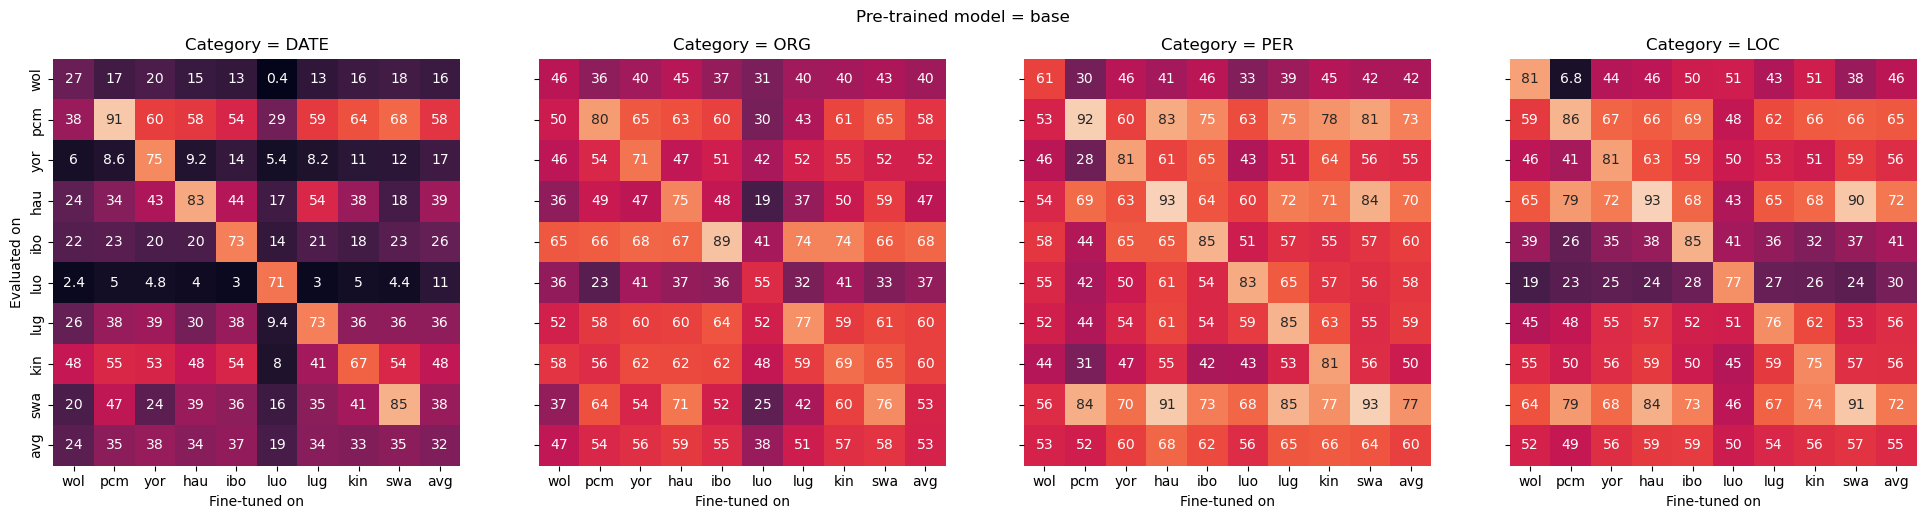 Pre-trained model = base
Category = DATE
Category = ORG
Category = PER
Category = LOC
Evaluated on
wol 27 17 20 15 13 0.4 13 16 18 16
pcm 38 91 60 58 54 29 59 64 68 58
yor 6 8.6 75 9.2 14 5.4 8.2 11 12 17
hau 24 34 43 83 44 17 54 38 18 39
ibo 22 23 20 20 73 14 21 18 23 26
luo 2.4 5 4.8 4 3 71 3 5 4.4 11
lug 26 38 39 30 38 9.4 73 36 36 36
kin 48 55 53 48 54 8 41 67 54 48
swa 20 47 24 39 36 16 35 41 85 38
avg 24 35 38 34 37 19 34 33 35 32
wol pcm yor hau ibo luo lug kin swa avg
Fine-tuned on
46 36 40 45 37 31 40 40 43 40
50 80 65 63 60 30 43 61 65 58
46 54 71 47 51 42 52 55 52 52
36 49 47 75 48 19 37 50 59 47
65 66 68 67 89 41 74 74 66 68
36 23 41 37 36 55 32 41 33 37
52 58 60 60 64 52 77 59 61 60
58 56 62 62 62 48 59 69 65 60
37 64 54 71 52 25 42 60 76 53
47 54 56 59 55 38 51 57 58 53
wol pcm yor hau ibo luo lug kin swa avg
Fine-tuned on
61 30 46 41 46 33 39 45 42 42
53 92 60 83 75 63 75 78 81 73
46 28 81 61 65 43 51 64 56 55
54 69 63 93 64 60 72 71 84 70
58 44 65 65 85 51 57 55 57 60
55 42 50 61 54 83 65 57 56 58
52 44 54 61 54 59 85 63 55 59
44 31 47 55 42 43 53 81 56 50
56 84 70 91 73 68 85 77 93 77
53 52 60 68 62 56 65 66 64 60
wol pcm yor hau ibo luo lug kin swa avg
Fine-tuned on
81 6.8 44 46 50 51 43 51 38 46
59 86 67 66 69 48 62 66 66 65
46 41 81 63 59 50 53 51 59 56
65 79 72 93 68 43 65 68 90 72
39 26 35 38 85 41 36 32 37 41
19 23 25 24 28 77 27 26 24 30
45 48 55 57 52 51 76 62 53 56
55 50 56 59 50 45 59 75 57 56
64 79 68 84 73 46 67 74 91 72
52 49 56 59 59 50 54 56 57 55
wol pcm yor hau ibo luo lug kin swa avg
Fine-tuned on